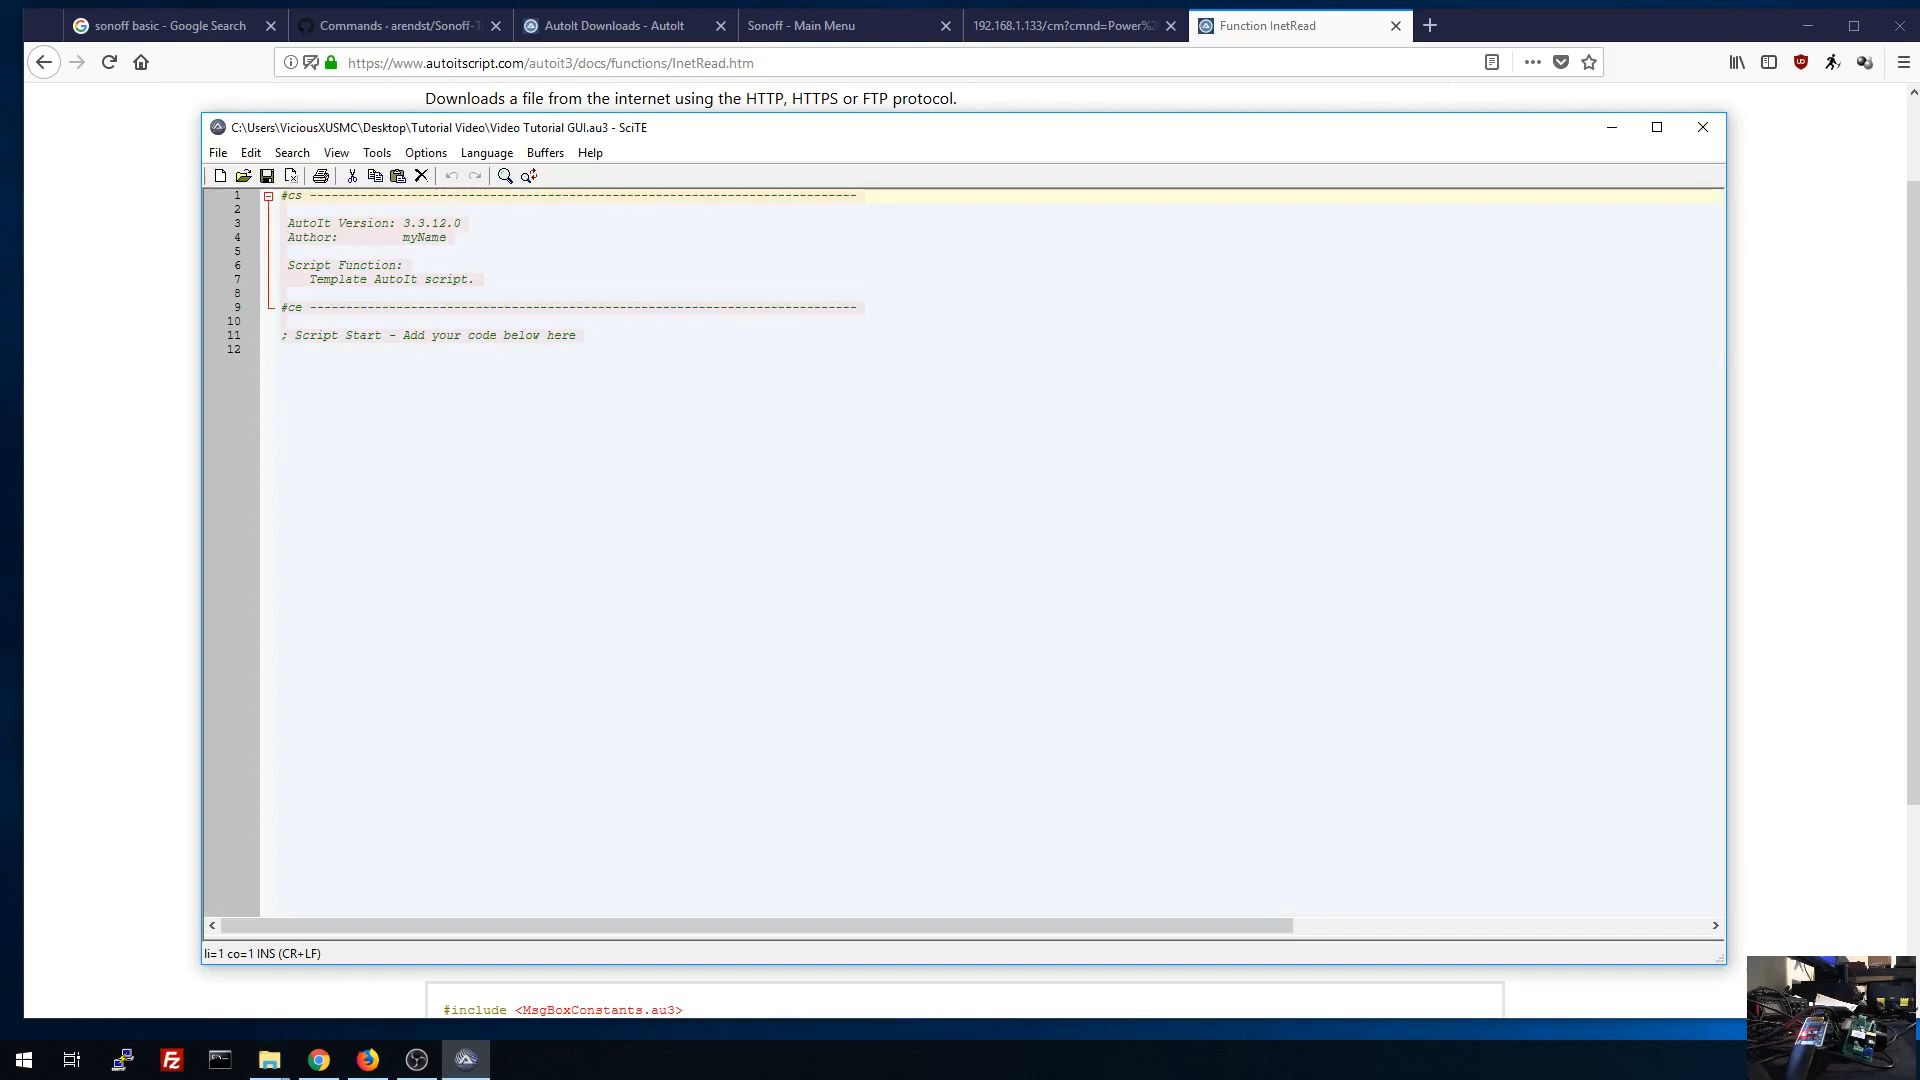 sonoff basic - Google Search
Commands · arendst/Sonoff-T
AutoIt Downloads - AutoIt
Sonoff - Main Menu
192.168.1.133/cm?cmnd=Power%2
Function InetRead
https://www.autoitscript.com/autoit3/docs/functions/InetRead.htm
Downloads a file from the internet using the HTTP, HTTPS or FTP protocol.
C:\Users\ViciousXUSMC\Desktop\Tutorial Video\Video Tutorial GUI.au3 - SciTE
File Edit Search View Tools Options Language Buffers Help
1 #cs ----------------------------------------------------------------------------
2
3 AutoIt Version: 3.3.12.0
4 Author: myName
5
6 Script Function:
7 Template AutoIt script.
8
9 #ce ----------------------------------------------------------------------------
10
11 ; Script Start - Add your code below here
12
li=1 co=1 INS (CR+LF)
#include <MsgBoxConstants.au3>